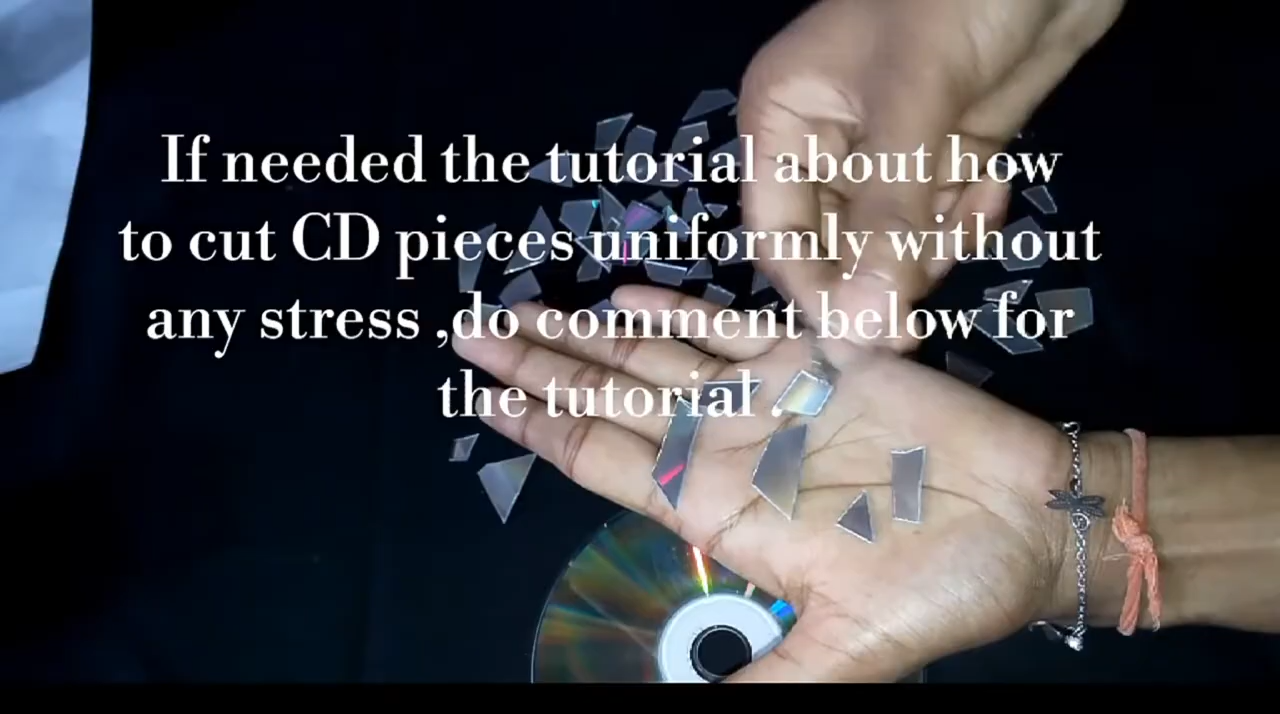 If needed the tutorial about how
to cut CD pieces uniformly without
any stress ,do comment below for
the tutorial .